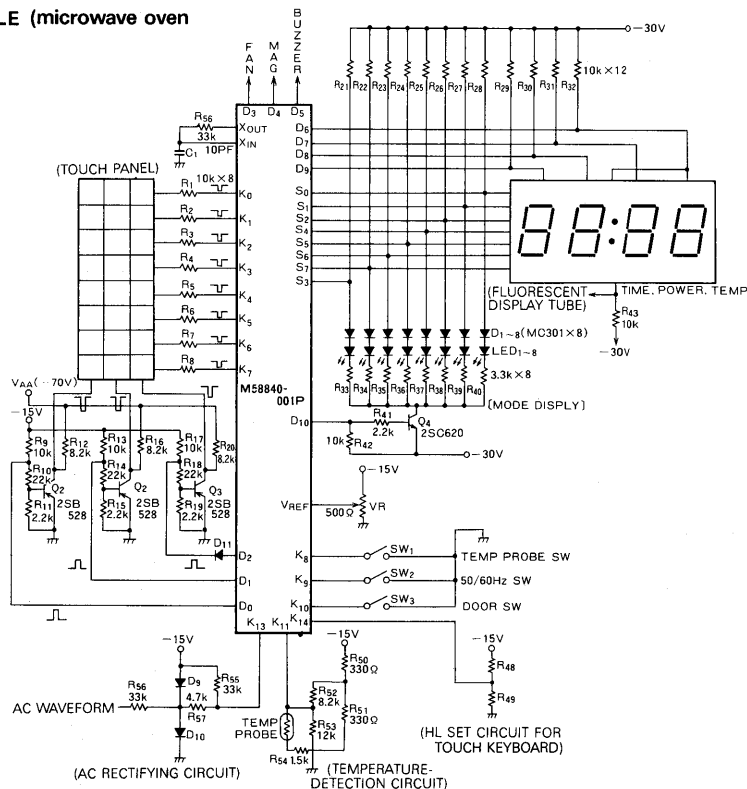 LE (microwave oven
FAN
MAG
BUZZER
−30V
10k×12
R21
R22
R23
R24
R25
R26
R27
R28
R29
R30
R31
R32
D3
D4
D5
R56
33k
10PF
C1
XOUT
XIN
D6
D7
D8
D9
(TOUCH PANEL)
10k×8
R1
R2
R3
R4
R5
R6
R7
R8
K0
K1
K2
K3
K4
K5
K6
K7
S0
S1
S2
S4
S5
S6
S7
S3
88:88
(FLUORESCENT
DISPLAY TUBE)
TIME, POWER, TEMP
R43
10k
−30V
D1~8(MC301×8)
LED1~8
3.3k×8
R33
R34
R35
R36
R37
R38
R39
R40
[MODE DISPLY]
M58840-
001P
VAA(−70V)
−15V
R9
10k
R12
8.2k
R13
10k
R16
8.2k
R17
10k
R20
8.2k
R10
22k
R14
22k
R18
22k
R11
2.2k
R15
2.2k
R19
2.2k
Q2
2SB
528
Q2
2SB
528
Q3
2SB
528
D10
R41
2.2k
Q4
2SC620
10k
R42
−30V
−15V
VREF
500Ω
VR
D11
D2
D1
D0
K8
K9
K10
K14
K13
K11
SW1
TEMP PROBE SW
SW2
50/60Hz SW
SW3
DOOR SW
−15V
D9
R55
33k
R56
33k
4.7k
R57
AC WAVEFORM
D10
(AC RECTIFYING CIRCUIT)
−15V
R50
330Ω
R52
8.2k
R51
330Ω
R53
12k
TEMP
PROBE
R54 1.5k
(TEMPERATURE-
DETECTION CIRCUIT)
−15V
R48
R49
(HL SET CIRCUIT FOR
TOUCH KEYBOARD)